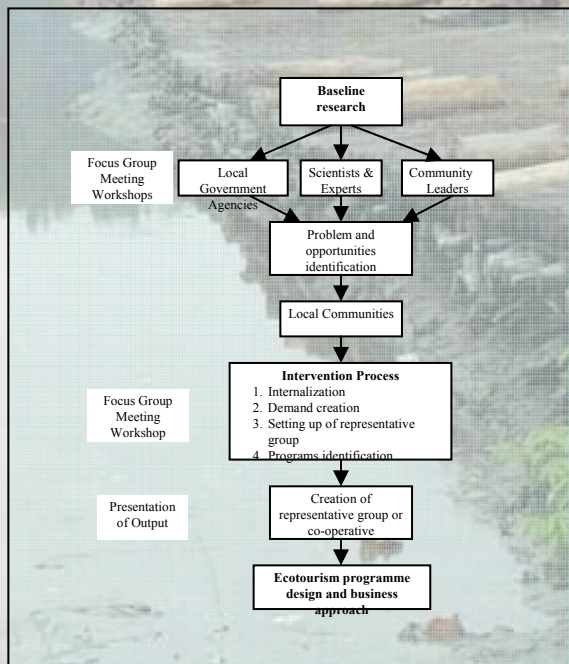 Baseline
research
Focus Group
Meeting
Workshops
Local
Government
Agencies
Scientists &
Experts
Community
Leaders
Problem and
opportunities
identification
Local Communities
Intervention Process
1. Internalization
2. Demand creation
3. Setting up of representative
group
4. Programs identification
Focus Group
Meeting
Workshop
Creation of
representative group or
co-operative
Presentation
of Output
Ecotourism programme
design and business
approach